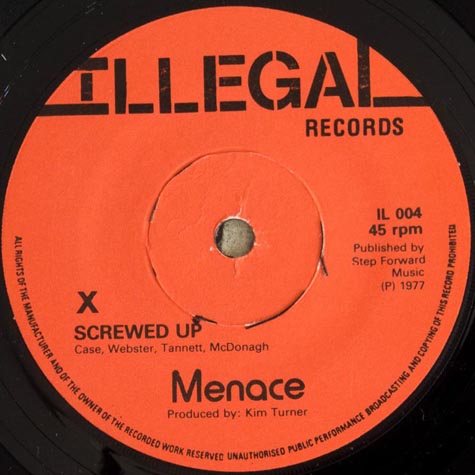 ILLEGAL
RECORDS
IL 004
45 rpm
Published by
Step Forward
Music
(P) 1977
X
SCREWED UP
Case, Webster, Tannett, McDonagh
Menace
Produced by: Kim Turner
ALL RIGHTS OF THE MANUFACTURER AND OF THE OWNER OF THE RECORDED WORK RESERVED UNAUTHORISED PUBLIC PERFORMANCE BROADCASTING AND COPYING OF THIS RECORD PROHIBITED